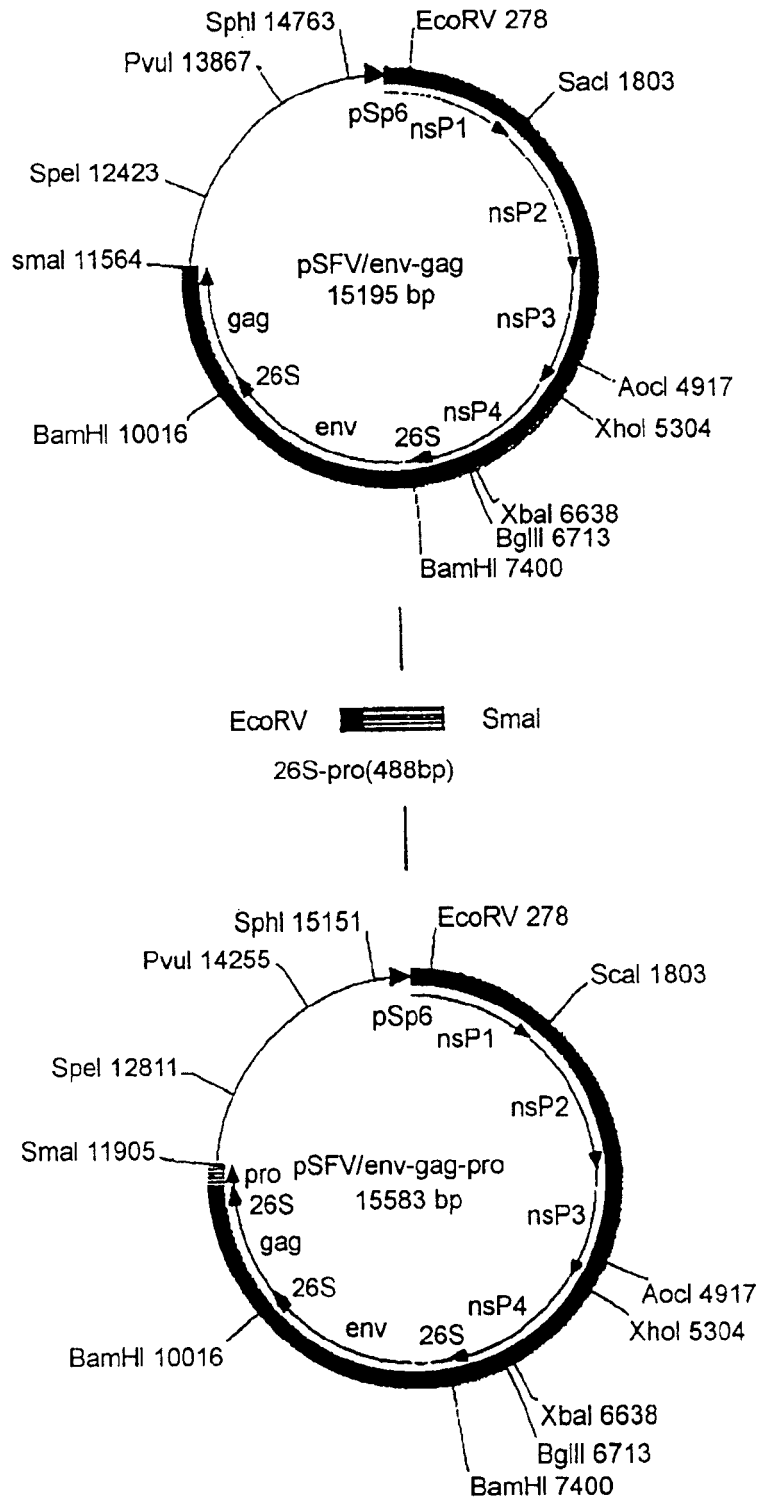 SphI 14763
EcoRV 278
PvuI 13867
SacI 1803
pSp6
nsP1
SpeI 12423
nsP2
smaI 11564
pSFV/env-gag
15195 bp
gag
nsP3
26S
AocI 4917
BamHI 10016
env
26S
nsP4
XhoI 5304
XbaI 6638
BglII 6713
BamHI 7400
EcoRV
SmaI
26S-pro(488bp)
SphI 15151
EcoRV 278
PvuI 14255
ScaI 1803
pSp6
nsP1
SpeI 12811
nsP2
SmaI 11905
pro
pSFV/env-gag-pro
15583 bp
26S
gag
nsP3
26S
AocI 4917
nsP4
XhoI 5304
env
26S
BamHI 10016
XbaI 6638
BglII 6713
BamHI 7400